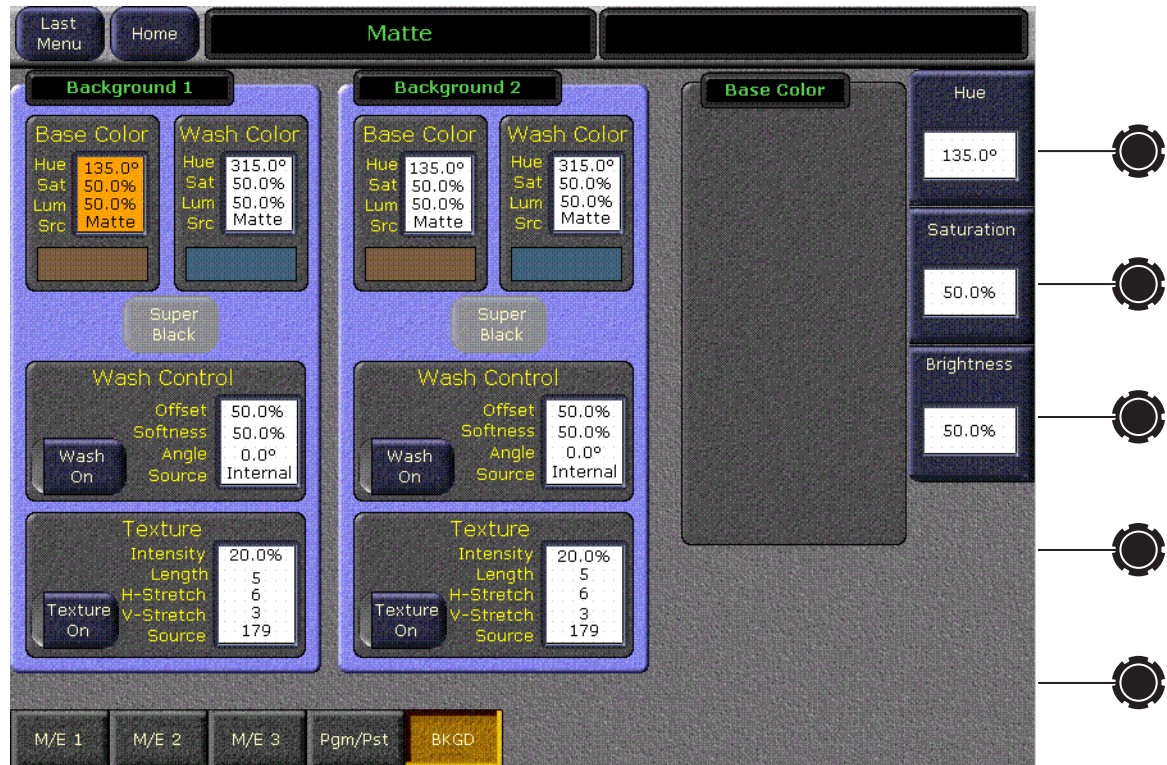 Last
Menu
Home
Matte
Background 1
Base Color
Hue 135.0°
Sat 50.0%
Lum 50.0%
Src Matte
Wash Color
Hue 315.0°
Sat 50.0%
Lum 50.0%
Src Matte
Super
Black
Wash Control
Offset 50.0%
Softness 50.0%
Angle 0.0°
Source Internal
Wash
On
Texture
Intensity 20.0%
Length 5
H-Stretch 6
V-Stretch 3
Source 179
Texture
On
Background 2
Base Color
Hue 135.0°
Sat 50.0%
Lum 50.0%
Src Matte
Wash Color
Hue 315.0°
Sat 50.0%
Lum 50.0%
Src Matte
Super
Black
Wash Control
Offset 50.0%
Softness 50.0%
Angle 0.0°
Source Internal
Wash
On
Texture
Intensity 20.0%
Length 5
H-Stretch 6
V-Stretch 3
Source 179
Texture
On
Base Color
Hue
135.0°
Saturation
50.0%
Brightness
50.0%
M/E 1
M/E 2
M/E 3
Pgm/Pst
BKGD